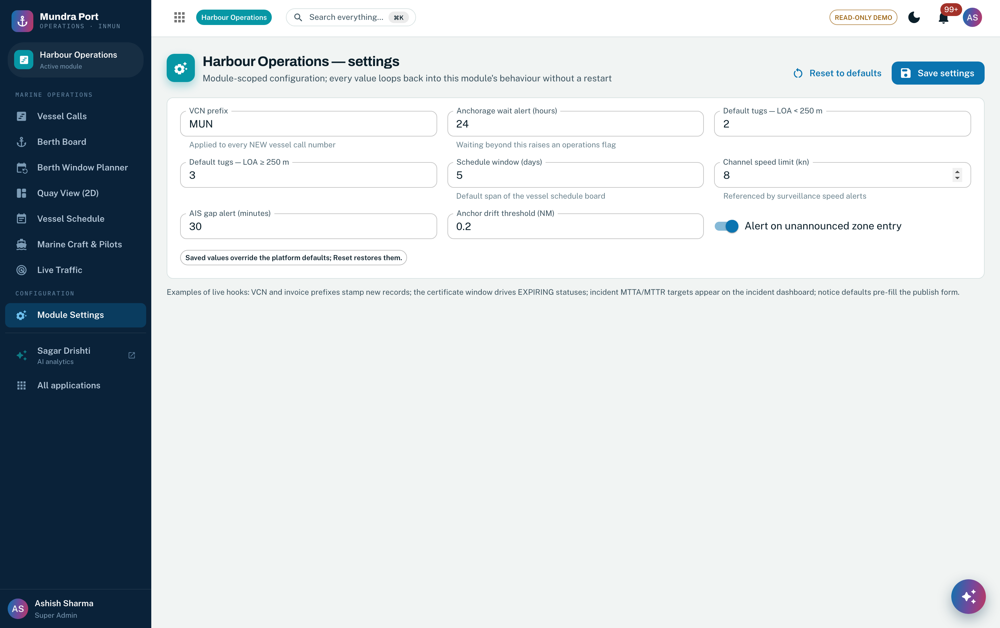 Mundra Port
OPERATIONS · INMUN
Harbour Operations
Active module
MARINE OPERATIONS
Vessel Calls
Berth Board
Berth Window Planner
Quay View (2D)
Vessel Schedule
Marine Craft & Pilots
Live Traffic
CONFIGURATION
Module Settings
Sagar Drishti
AI analytics
All applications
AS
Ashish Sharma
Super Admin
Harbour Operations
Search everything... ⌘K
READ-ONLY DEMO
99+
AS
Harbour Operations — settings
Module-scoped configuration; every value loops back into this module's behaviour without a restart
Reset to defaults
Save settings
VCN prefix
MUN
Applied to every NEW vessel call number
Anchorage wait alert (hours)
24
Waiting beyond this raises an operations flag
Default tugs — LOA < 250 m
2
Default tugs — LOA ≥ 250 m
3
Schedule window (days)
5
Default span of the vessel schedule board
Channel speed limit (kn)
8
Referenced by surveillance speed alerts
AIS gap alert (minutes)
30
Anchor drift threshold (NM)
0.2
Alert on unannounced zone entry
Saved values override the platform defaults; Reset restores them.
Examples of live hooks: VCN and invoice prefixes stamp new records; the certificate window drives EXPIRING statuses; incident MTTA/MTTR targets appear on the incident dashboard; notice defaults pre-fill the publish form.